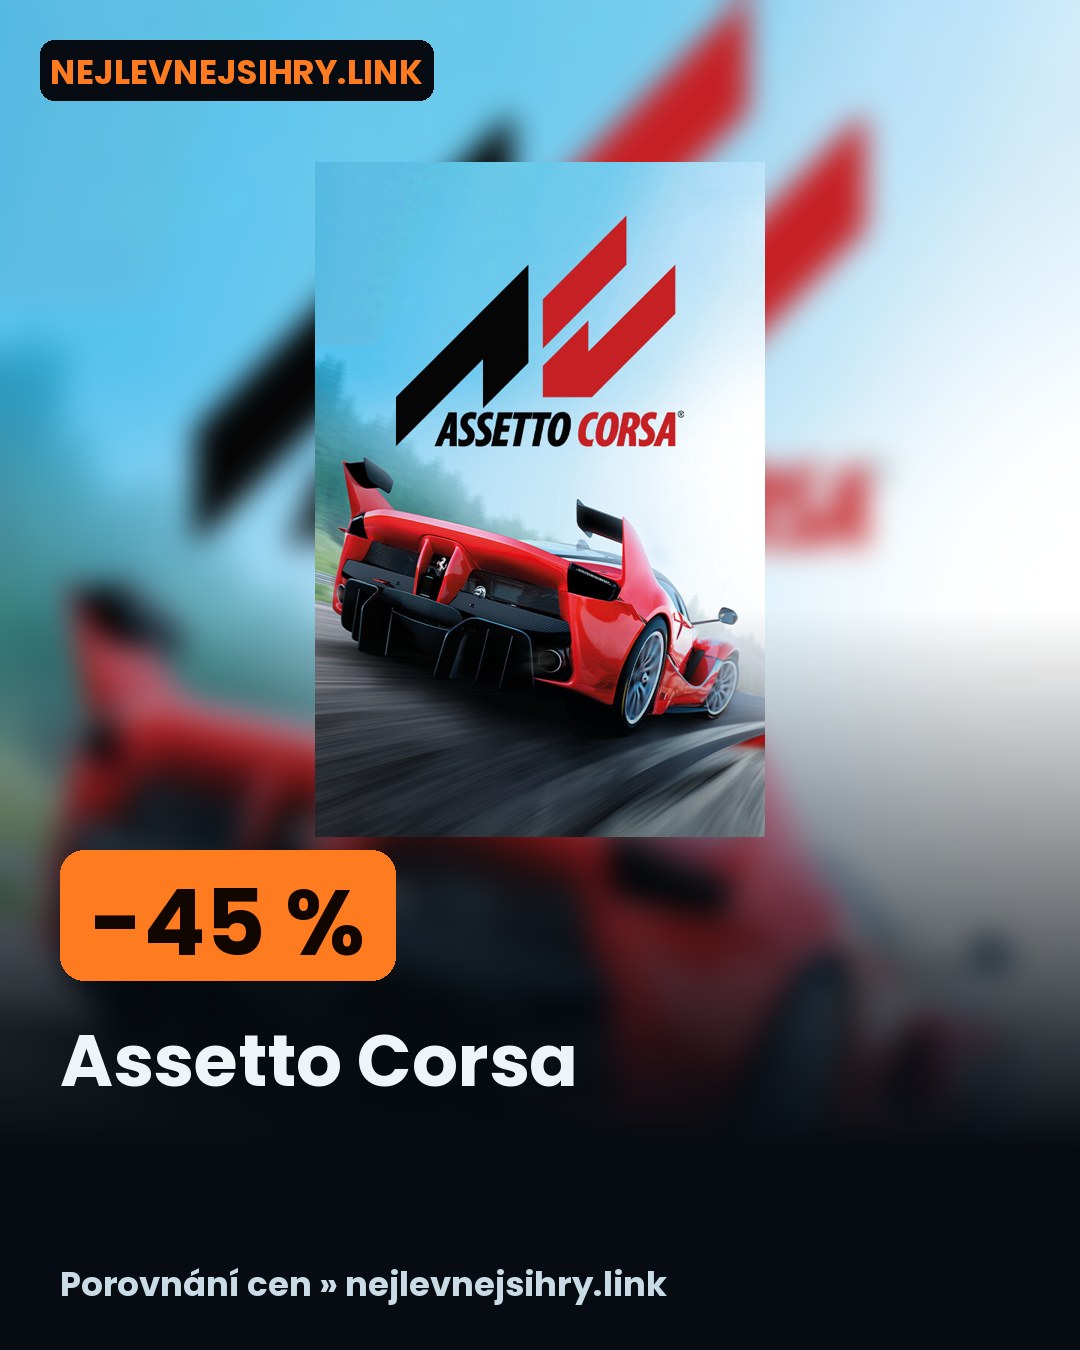 NEJLEVNEJSIHRY.LINK
ASSETTO CORSA®
-45 %
Assetto Corsa
Porovnání cen » nejlevnejsihry.link